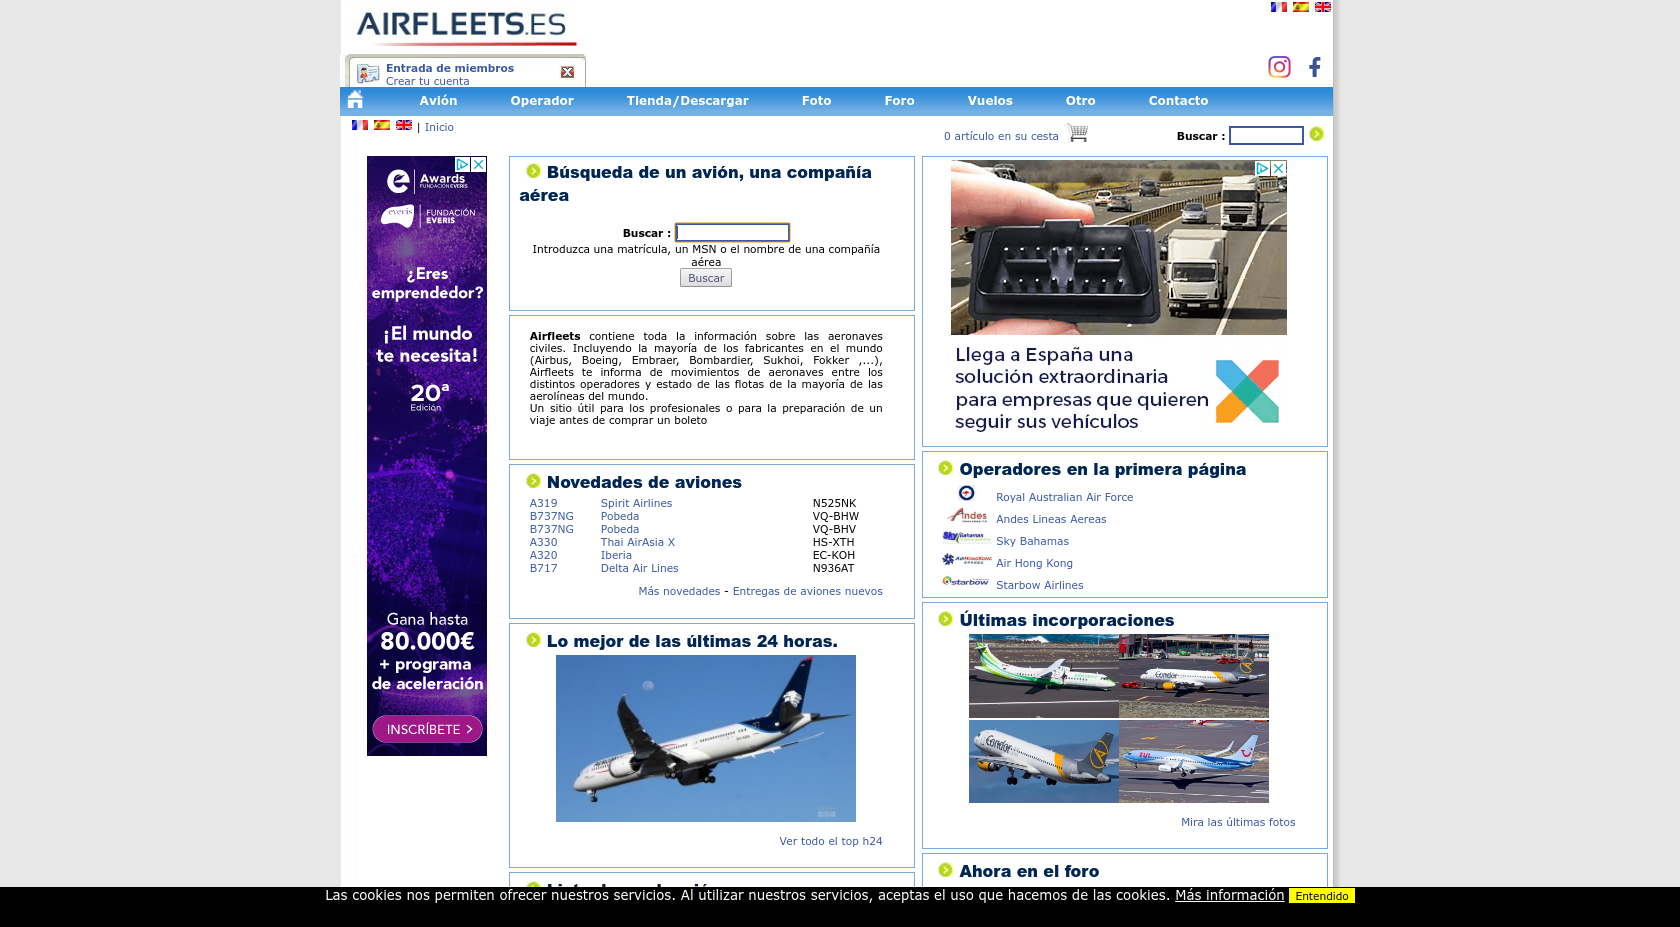 AIRFLEETS.ES
Entrada de miembros
Crear tu cuenta
Avión Operador Tienda/Descargar Foto Foro Vuelos Otro Contacto
| Inicio
0 artículo en su cesta
Buscar :
e Awards
FUNDACIÓN EVERIS
everis FUNDACIÓN
EVERIS
¿Eres
emprendedor?
¡El mundo
te necesita!
20ª
Edición
Gana hasta
80.000€
+ programa
de aceleración
INSCRÍBETE >
Búsqueda de un avión, una compañía
aérea
Buscar :
Introduzca una matrícula, un MSN o el nombre de una compañía
aérea
Buscar
Airfleets contiene toda la información sobre las aeronaves
civiles. Incluyendo la mayoría de los fabricantes en el mundo
(Airbus, Boeing, Embraer, Bombardier, Sukhoi, Fokker ,...),
Airfleets te informa de movimientos de aeronaves entre los
distintos operadores y estado de las flotas de la mayoría de las
aerolíneas del mundo.
Un sitio útil para los profesionales o para la preparación de un
viaje antes de comprar un boleto
Novedades de aviones
A319 Spirit Airlines N525NK
B737NG Pobeda VQ-BHW
B737NG Pobeda VQ-BHV
A330 Thai AirAsia X HS-XTH
A320 Iberia EC-KOH
B717 Delta Air Lines N936AT
Más novedades - Entregas de aviones nuevos
Lo mejor de las últimas 24 horas.
Ver todo el top h24
Llega a España una
solución extraordinaria
para empresas que quieren
seguir sus vehículos
Operadores en la primera página
Royal Australian Air Force
Andes Andes Lineas Aereas
Sky Bahamas Sky Bahamas
AIR HONG KONG Air Hong Kong
starbow Starbow Airlines
Últimas incorporaciones
Condor
Condor
TUI
Mira las últimas fotos
Ahora en el foro
Las cookies nos permiten ofrecer nuestros servicios. Al utilizar nuestros servicios, aceptas el uso que hacemos de las cookies. Más información Entendido